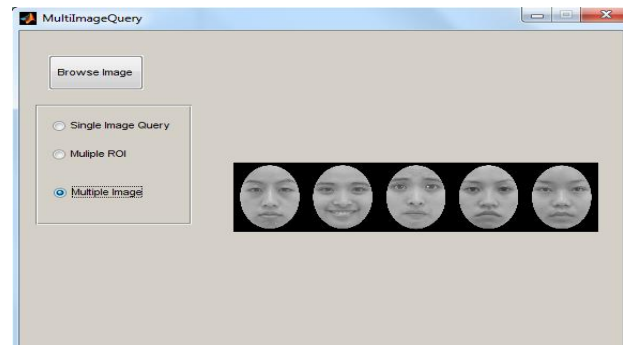 MultiImageQuery
Browse Image
Single Image Query
Muliple ROI
Multiple Image